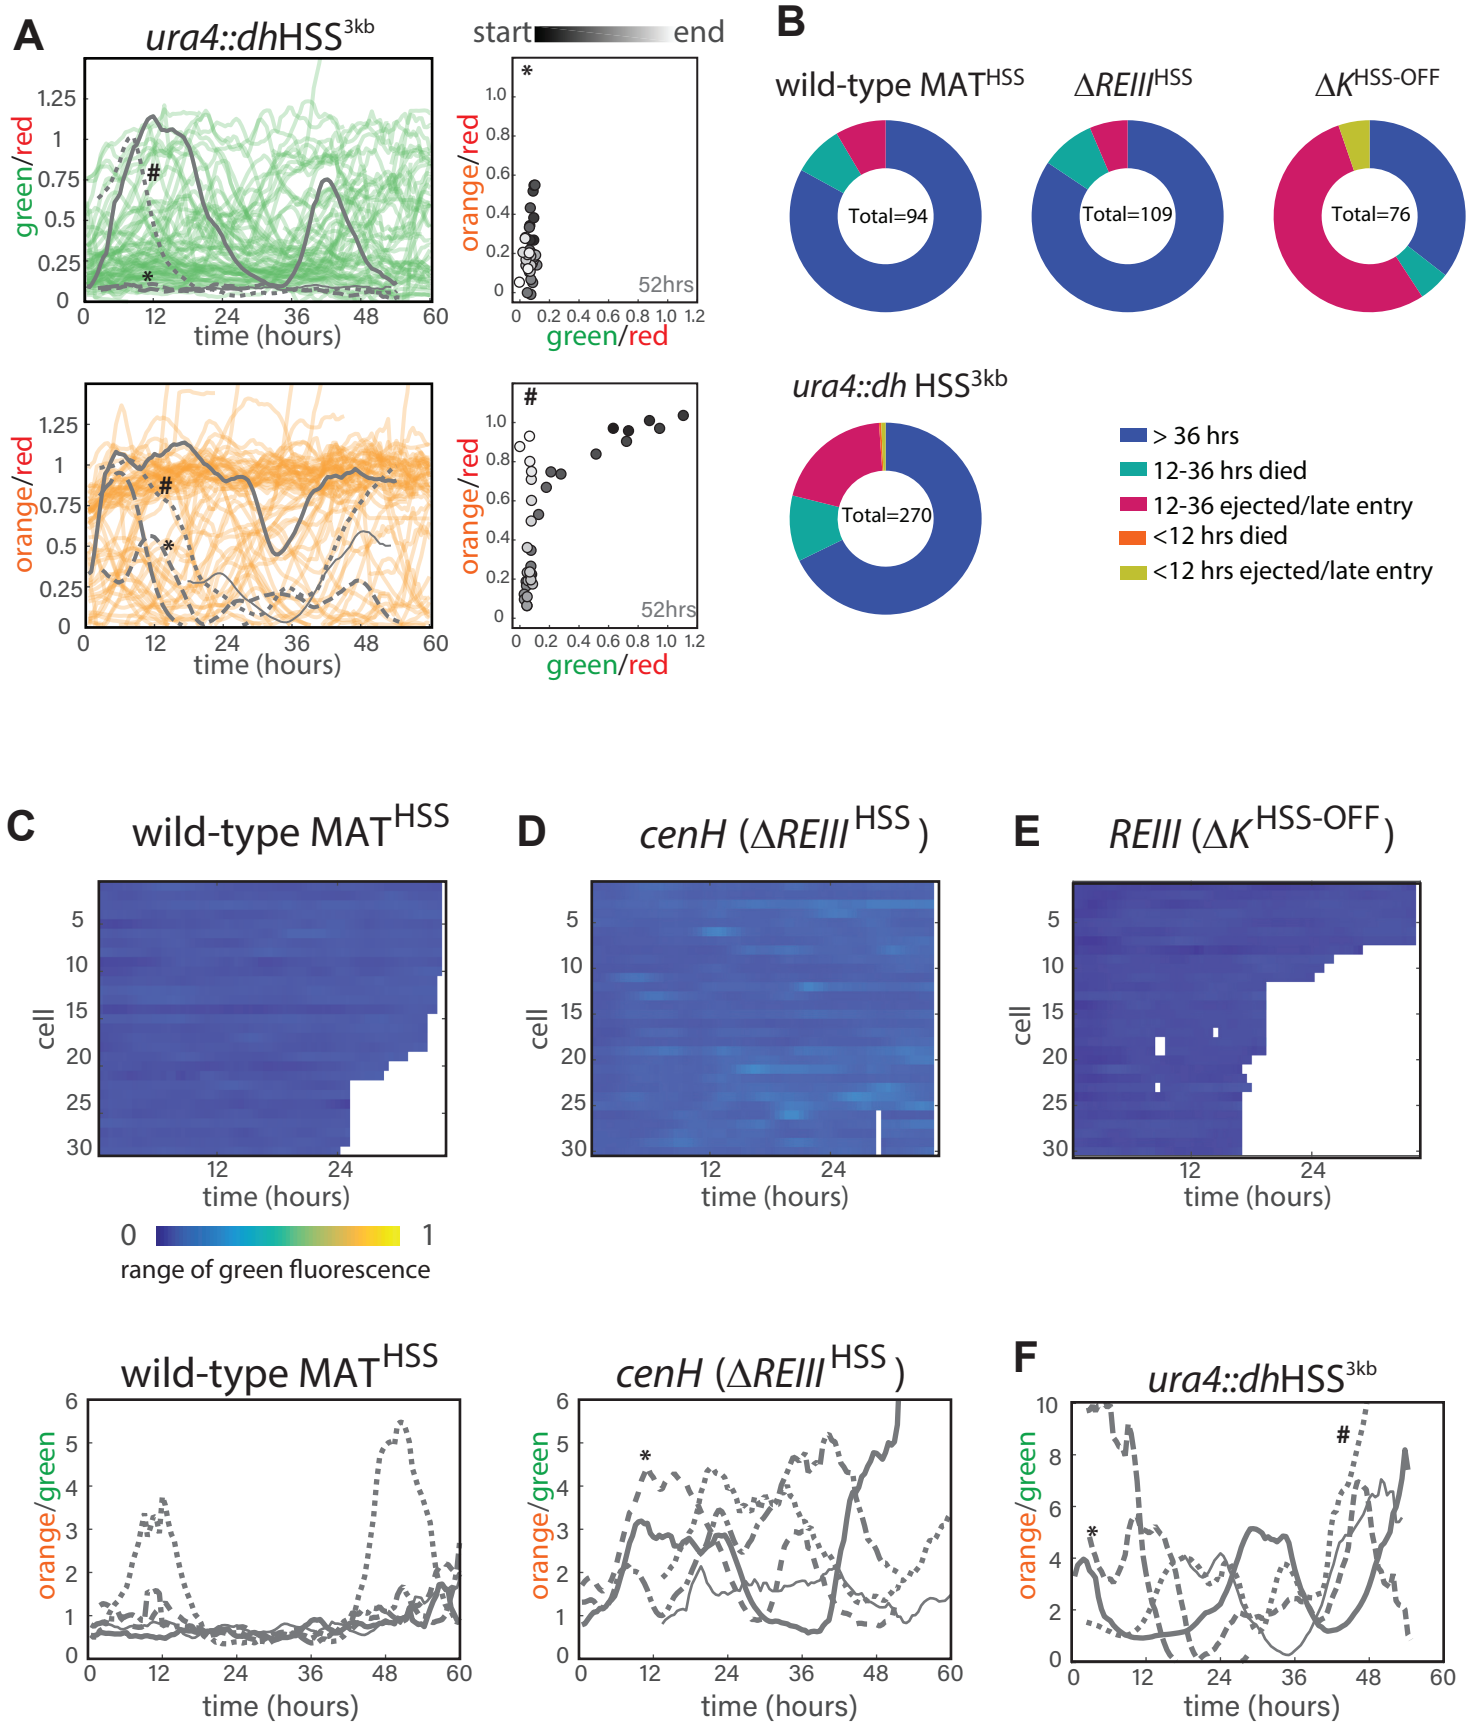 A
ura4::dhHSS3kb
start end
green/red
1.25
1
0.75
0.5
0.25
0
#
*
0 12 24 36 48 60
time (hours)
*
orange/red
1.0
0.8
0.6
0.4
0.2
0
52hrs
0 0.2 0.4 0.6 0.8 1.0 1.2
green/red
orange/red
1.25
1
0.75
0.5
0.25
0
#
*
0 12 24 36 48 60
time (hours)
#
orange/red
1.0
0.8
0.6
0.4
0.2
0
52hrs
0 0.2 0.4 0.6 0.8 1.0 1.2
green/red
B
wild-type MATHSS
Total=94
ΔREIIIHSS
Total=109
ΔKHSS-OFF
Total=76
ura4::dh HSS3kb
Total=270
> 36 hrs
12-36 hrs died
12-36 ejected/late entry
<12 hrs died
<12 hrs ejected/late entry
C
wild-type MATHSS
cell
5
10
15
20
25
30
12 24
time (hours)
0 1
range of green fluorescence
D
cenH (ΔREIIIHSS)
cell
5
10
15
20
25
30
12 24
time (hours)
E
REIII (ΔKHSS-OFF)
cell
5
10
15
20
25
30
12 24
time (hours)
wild-type MATHSS
orange/green
6
5
4
3
2
1
0
0 12 24 36 48 60
time (hours)
cenH (ΔREIIIHSS)
orange/green
6
5
4
3
2
1
0
*
0 12 24 36 48 60
time (hours)
F
ura4::dhHSS3kb
orange/green
10
8
6
4
2
0
#
*
0 12 24 36 48 60
time (hours)